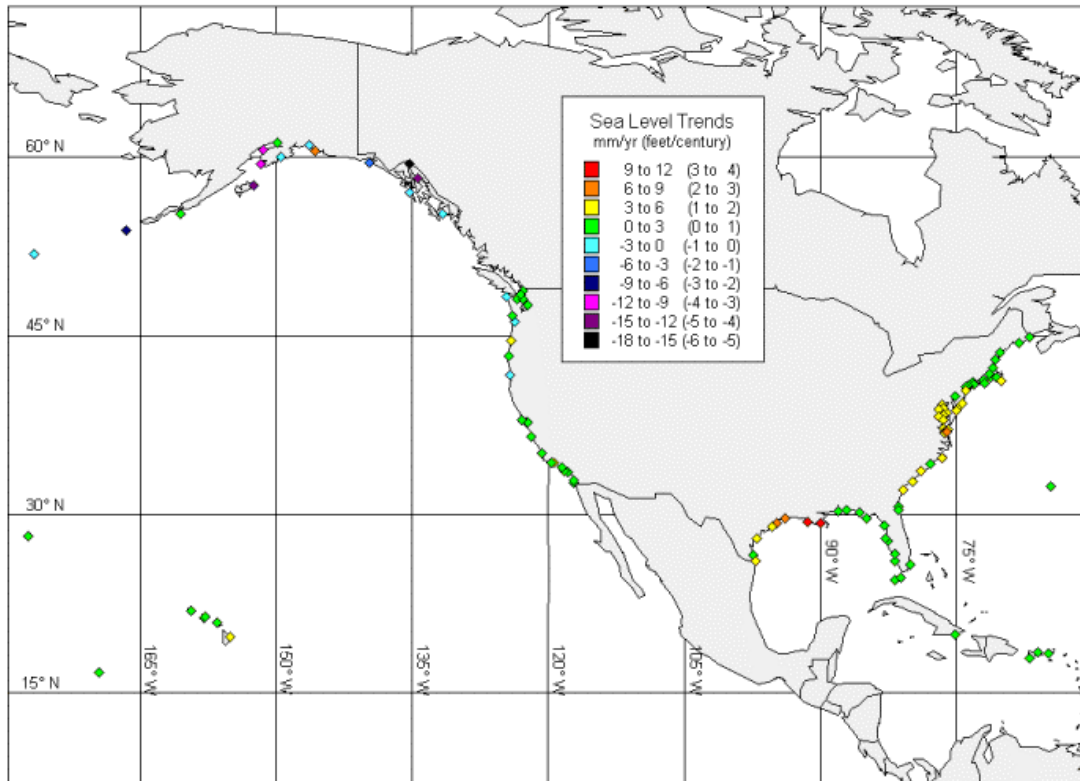 Sea Level Trends
mm/yr (feet/century)
9 to 12 (3 to 4)
6 to 9 (2 to 3)
3 to 6 (1 to 2)
0 to 3 (0 to 1)
-3 to 0 (-1 to 0)
-6 to -3 (-2 to -1)
-9 to -6 (-3 to -2)
-12 to -9 (-4 to -3)
-15 to -12 (-5 to -4)
-18 to -15 (-6 to -5)
60° N
45° N
30° N
15° N
165° W
150° W
135° W
120° W
105° W
90° W
75° W